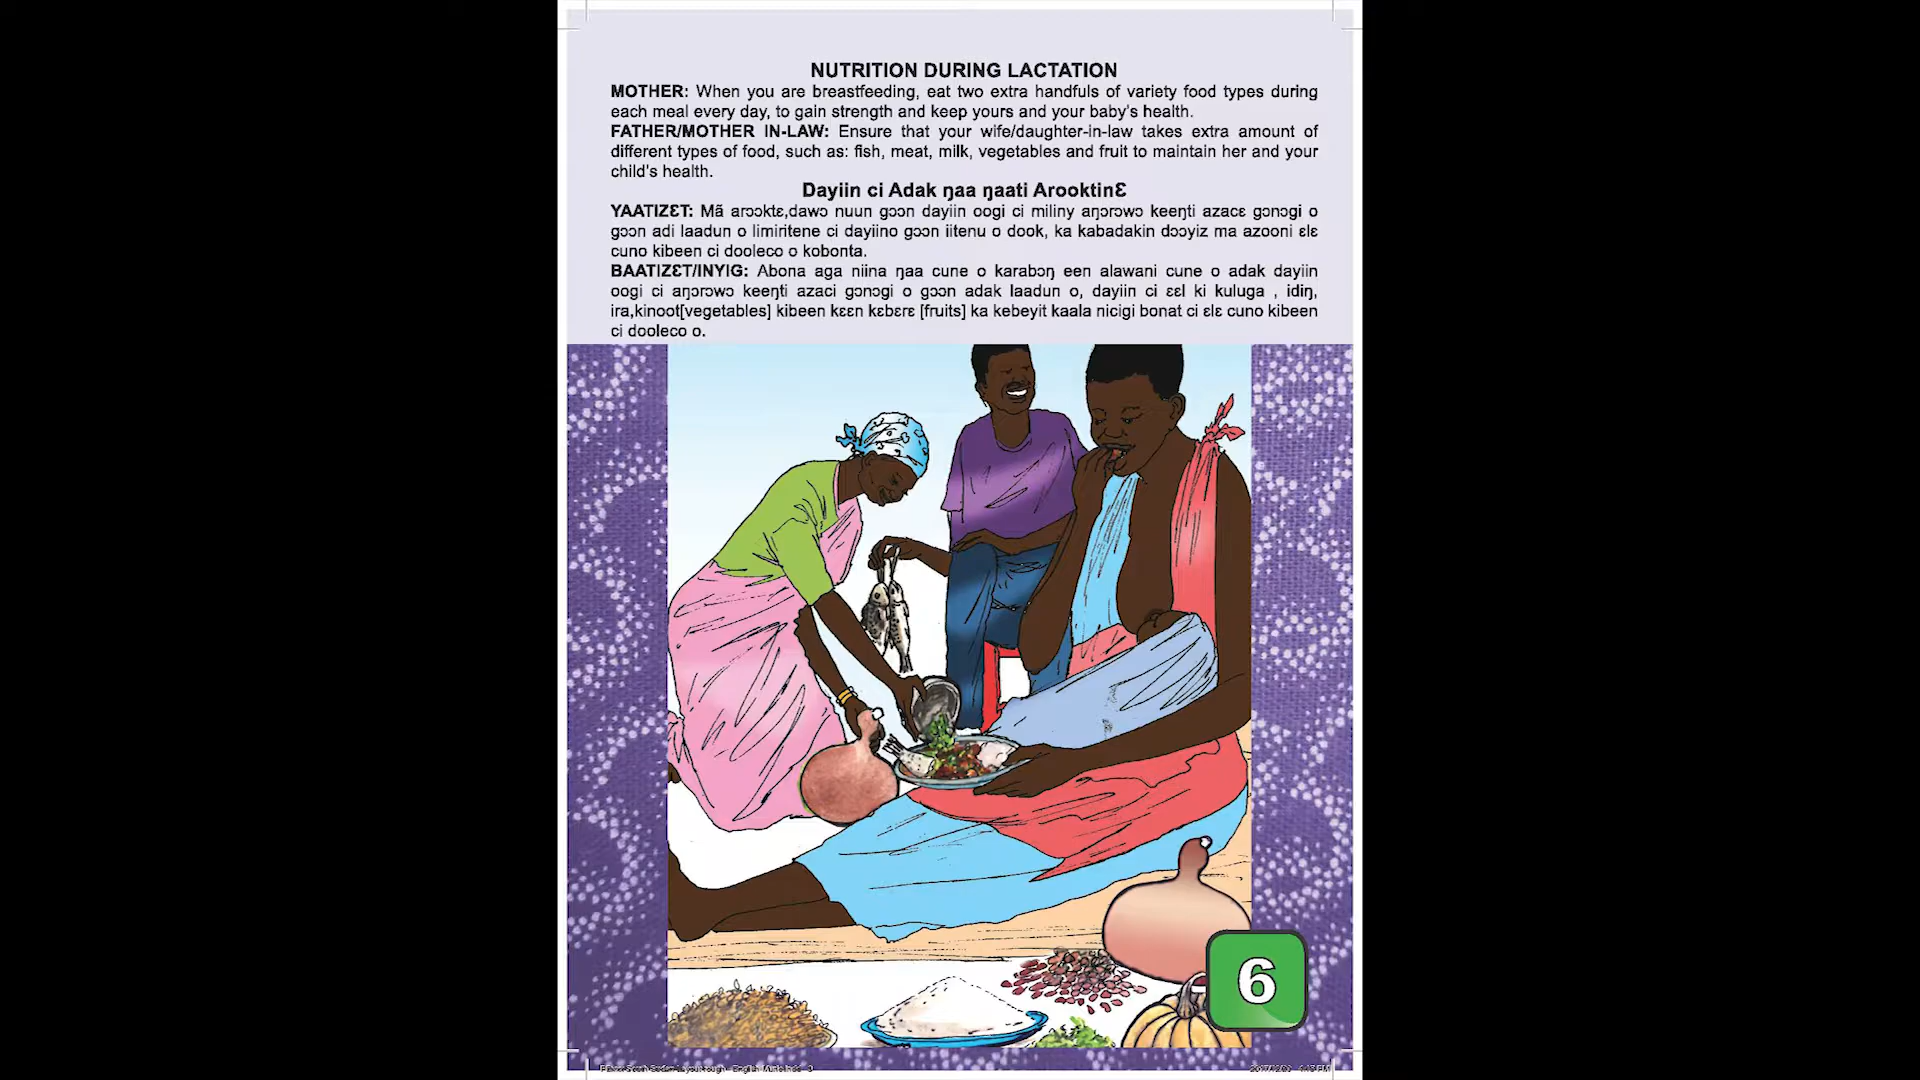 NUTRITION DURING LACTATION
MOTHER: When you are breastfeeding, eat two extra handfuls of variety food types during
each meal every day, to gain strength and keep yours and your baby's health.
FATHER/MOTHER IN-LAW: Ensure that your wife/daughter-in-law takes extra amount of
different types of food, such as: fish, meat, milk, vegetables and fruit to maintain her and your
child's health.
Dayiin ci Adak ŋaa ŋaati ArooktinƐ
YAATIZƐT: Mã arɔɔktɛ,dawɔ nuun gɔɔn dayiin oogi ci miliny aŋɔrɔwɔ keeŋti azacɛ gɔnɔgi o
gɔɔn adi laadun o limiritene ci dayiino gɔɔn iitenu o dook, ka kabadakin dɔɔyiz ma azooni ɛlɛ
cuno kibeen ci dooleco o kobonta.
BAATIZƐT/INYIG: Abona aga niina ŋaa cune o karabɔŋ een alawani cune o adak dayiin
oogi ci aŋɔrɔwɔ keeŋti azaci gɔnɔgi o gɔɔn adak laadun o, dayiin ci ɛɛl ki kuluga , idiŋ,
ira,kinoot[vegetables] kibeen kɛɛn kɛbɛrɛ [fruits] ka kebeyit kaala nicigi bonat ci ɛlɛ cuno kibeen
ci dooleco o.
6